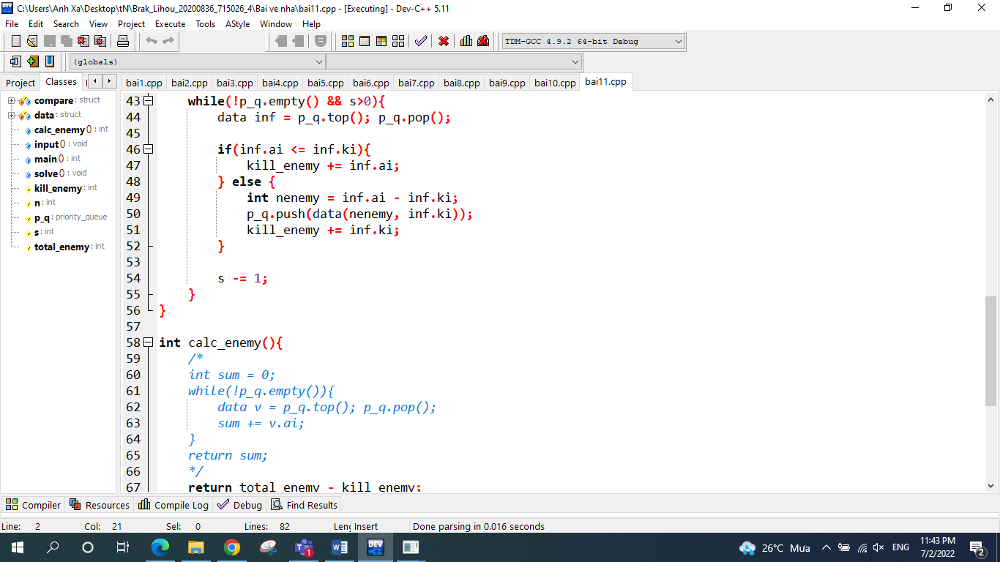 C:\Users\Anh Xa\Desktop\tN\Brak_Lihou_20200836_715026_4\Bai ve nha\bai11.cpp - [Executing] - Dev-C++ 5.11
File Edit Search View Project Execute Tools AStyle Window Help
TDM-GCC 4.9.2 64-bit Debug
(globals)
Project Classes bai1.cpp bai2.cpp bai3.cpp bai4.cpp bai5.cpp bai6.cpp bai7.cpp bai8.cpp bai9.cpp bai10.cpp bai11.cpp
compare : struct
data : struct
calc_enemy () : int
input () : void
main () : int
solve () : void
kill_enemy : int
n : int
p_q : priority_queue
s : int
total_enemy : int
43 while(!p_q.empty() && s>0){
44 data inf = p_q.top(); p_q.pop();
45
46 if(inf.ai <= inf.ki){
47 kill_enemy += inf.ai;
48 } else {
49 int nenemy = inf.ai - inf.ki;
50 p_q.push(data(nenemy, inf.ki));
51 kill_enemy += inf.ki;
52 }
53
54 s -= 1;
55 }
56 }
57
58 int calc_enemy(){
59 /*
60 int sum = 0;
61 while(!p_q.empty()){
62 data v = p_q.top(); p_q.pop();
63 sum += v.ai;
64 }
65 return sum;
66 */
67 return total_enemy - kill_enemy;
Compiler Resources Compile Log Debug Find Results
Line: 2 Col: 21 Sel: 0 Lines: 82 Insert Done parsing in 0.016 seconds
DEV
1
26°C Mưa ENG 11:43 PM
7/2/2022
2